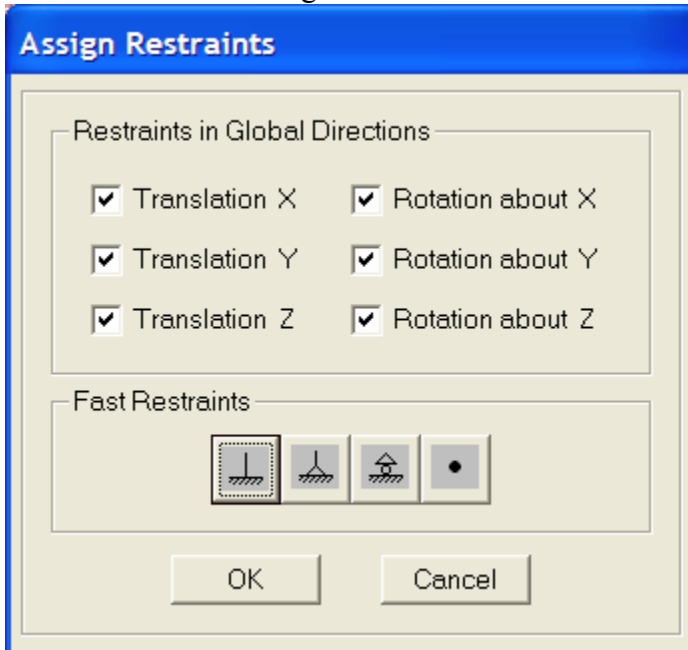 Assign Restraints
Restraints in Global Directions
Translation X Rotation about X
Translation Y Rotation about Y
Translation Z Rotation about Z
Fast Restraints
OK Cancel